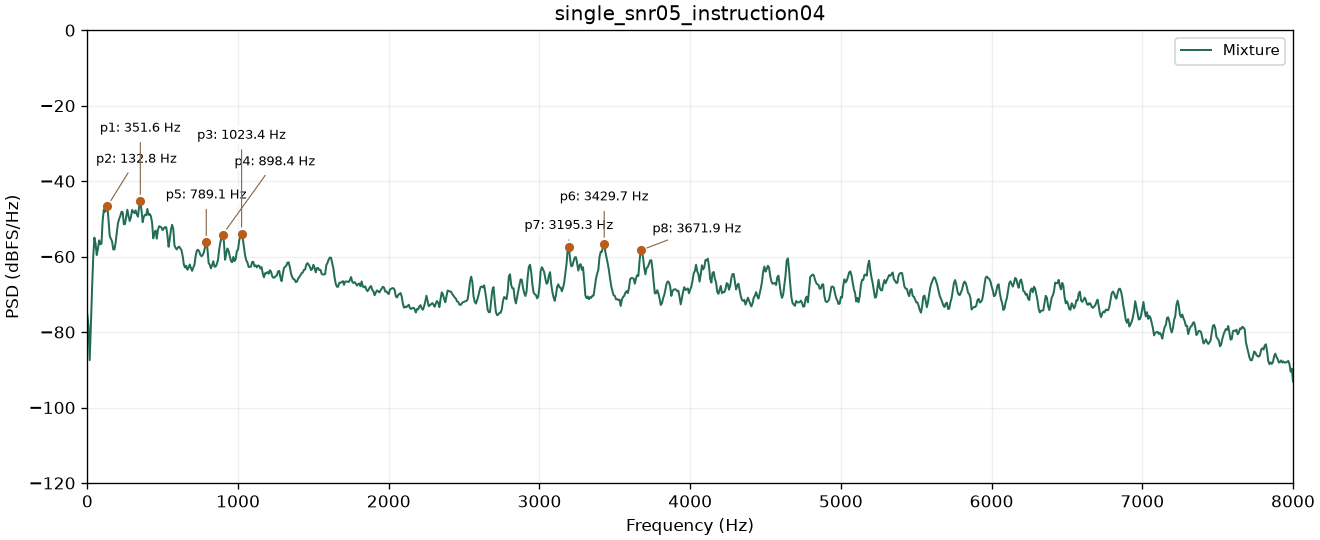 single_snr05_instruction04
Mixture
p1: 351.6 Hz
p3: 1023.4 Hz
p2: 132.8 Hz
p4: 898.4 Hz
p5: 789.1 Hz
p6: 3429.7 Hz
p7: 3195.3 Hz
p8: 3671.9 Hz
PSD (dBFS/Hz)
0
−20
−40
−60
−80
−100
−120
0 1000 2000 3000 4000 5000 6000 7000 8000
Frequency (Hz)